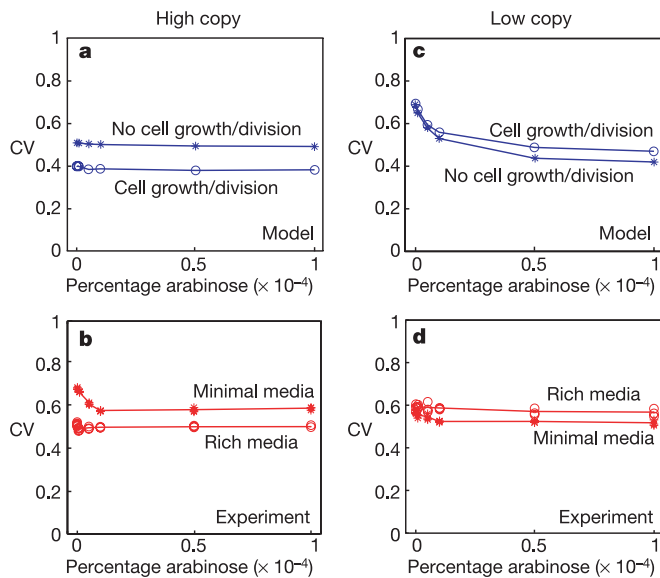 High copy
a
1
0.8
0.6
CV
0.4
0.2
0
No cell growth/division
Cell growth/division
Model
0
0.5
1
Percentage arabinose (× 10⁻⁴)
Low copy
c
1
0.8
0.6
CV
0.4
0.2
0
Cell growth/division
No cell growth/division
Model
0
0.5
1
Percentage arabinose (× 10⁻⁴)
b
1
0.8
0.6
CV
0.4
0.2
0
Minimal media
Rich media
Experiment
0
0.5
1
Percentage arabinose (× 10⁻⁴)
d
1
0.8
0.6
CV
0.4
0.2
0
Rich media
Minimal media
Experiment
0
0.5
1
Percentage arabinose (× 10⁻⁴)